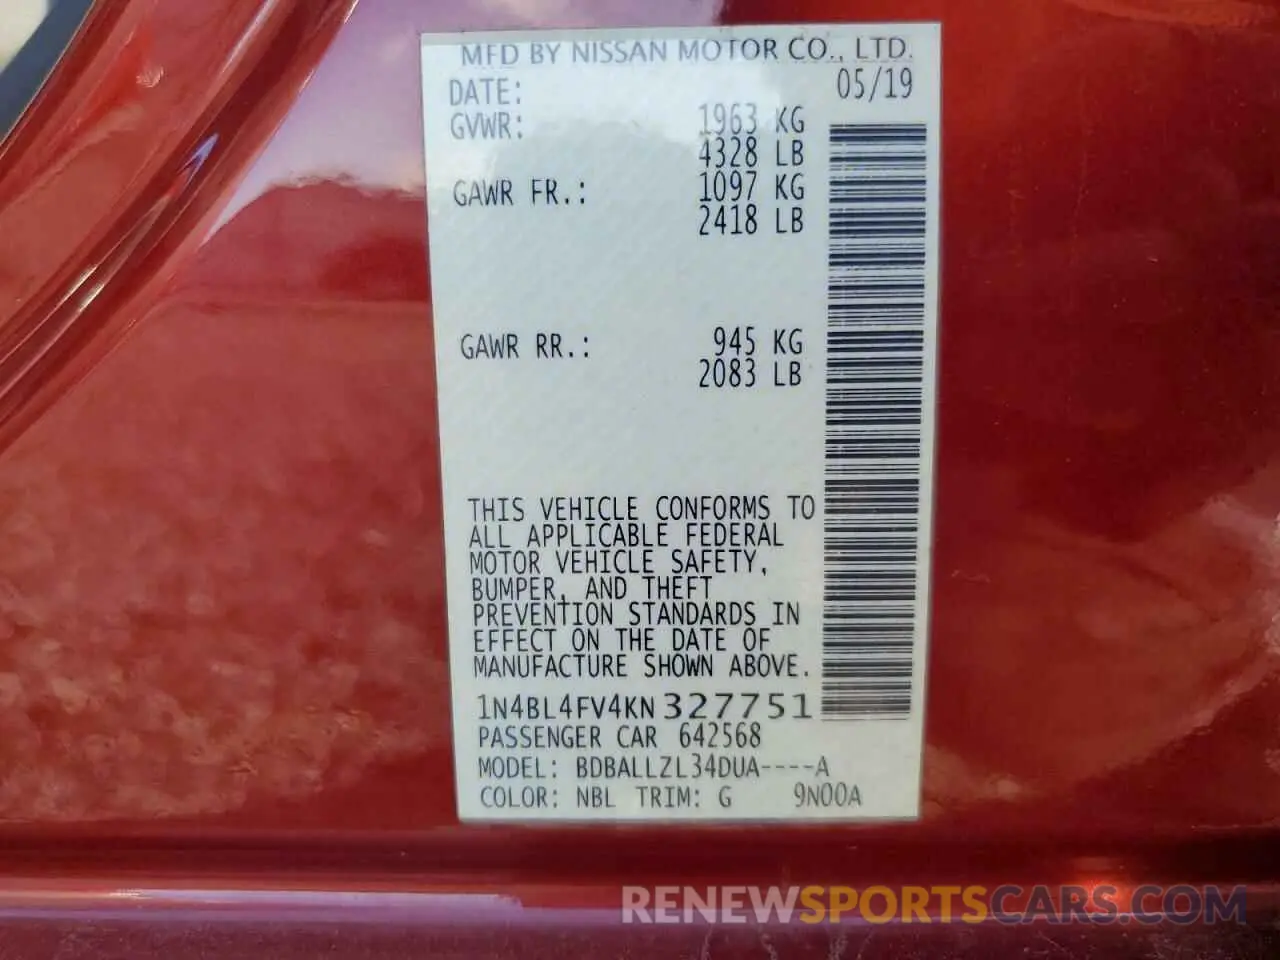 MFD BY NISSAN MOTOR CO., LTD.
DATE: 05/19
GVWR: 1963 KG
4328 LB
GAWR FR.: 1097 KG
2418 LB
GAWR RR.: 945 KG
2083 LB
THIS VEHICLE CONFORMS TO
ALL APPLICABLE FEDERAL
MOTOR VEHICLE SAFETY,
BUMPER, AND THEFT
PREVENTION STANDARDS IN
EFFECT ON THE DATE OF
MANUFACTURE SHOWN ABOVE.
1N4BL4FV4KN327751
PASSENGER CAR 642568
MODEL: BDBALLZL34DUA----A
COLOR: NBL TRIM: G 9N00A
RENEWSPORTSCARS.COM